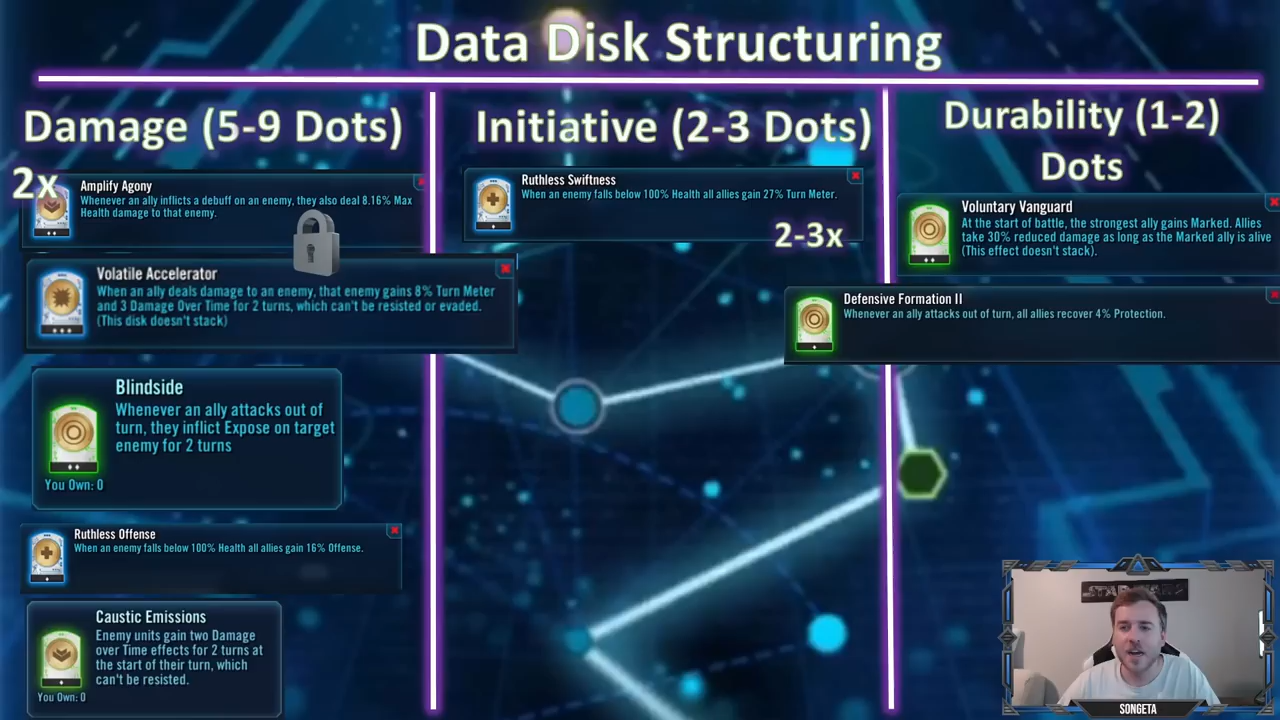 Data Disk Structuring
Damage (5-9 Dots)
2x
Amplify Agony
Whenever an ally inflicts a debuff on an enemy, they also deal 8.16% Max
Health damage to that enemy.
Volatile Accelerator
When an ally deals damage to an enemy, that enemy gains 8% Turn Meter
and 3 Damage Over Time for 2 turns, which can't be resisted or evaded.
(This disk doesn't stack)
Blindside
Whenever an ally attacks out of
turn, they inflict Expose on target
enemy for 2 turns
You Own: 0
Ruthless Offense
When an enemy falls below 100% Health all allies gain 16% Offense.
Caustic Emissions
Enemy units gain two Damage
over Time effects for 2 turns at
the start of their turn, which
can't be resisted.
You Own: 0
Initiative (2-3 Dots)
Ruthless Swiftness
When an enemy falls below 100% Health all allies gain 27% Turn Meter.
2-3x
Durability (1-2)
Dots
Voluntary Vanguard
At the start of battle, the strongest ally gains Marked. Allies
take 30% reduced damage as long as the Marked ally is alive
(This effect doesn't stack).
Defensive Formation II
Whenever an ally attacks out of turn, all allies recover 4% Protection.
STAR WARS
SONGETA